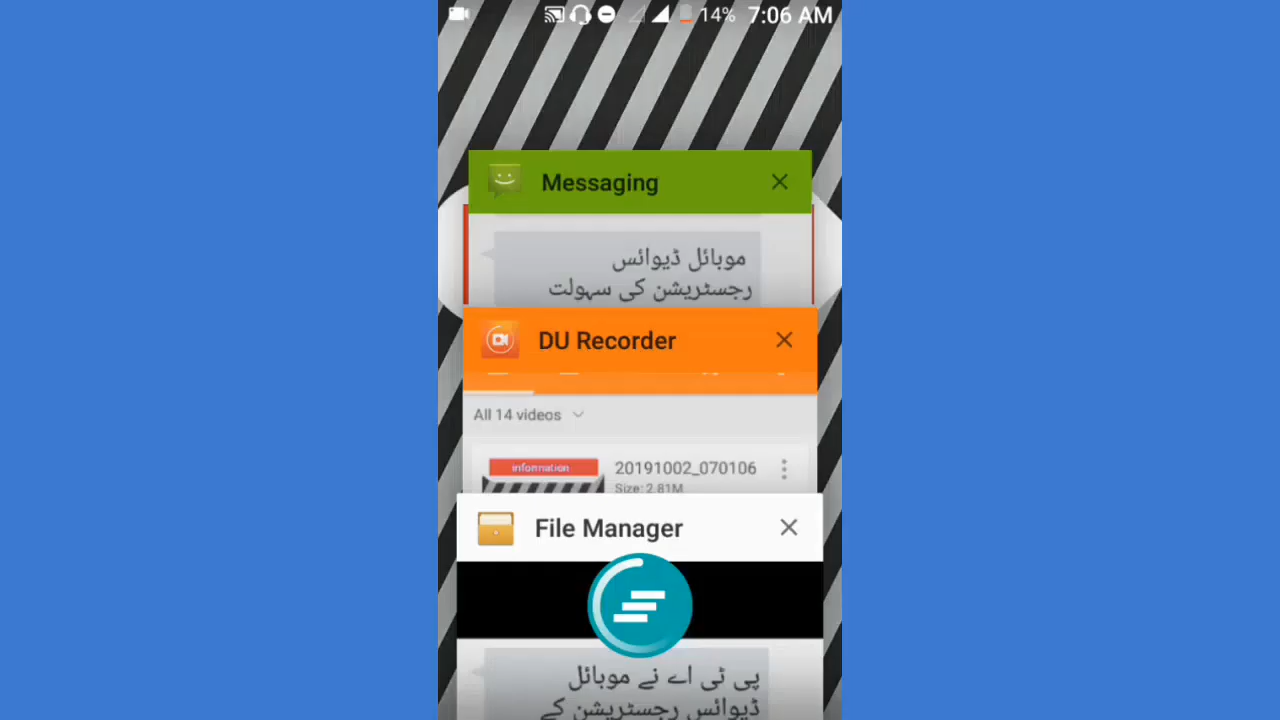 14% 7:06 AM
Messaging
موبائل ڈیوائس
رجسٹریشن کی سہولت
DU Recorder
All 14 videos
information
20191002_070106
Size: 2.81M
File Manager
پی ٹی اے نے موبائل
ڈیوائس رجسٹریشن کے